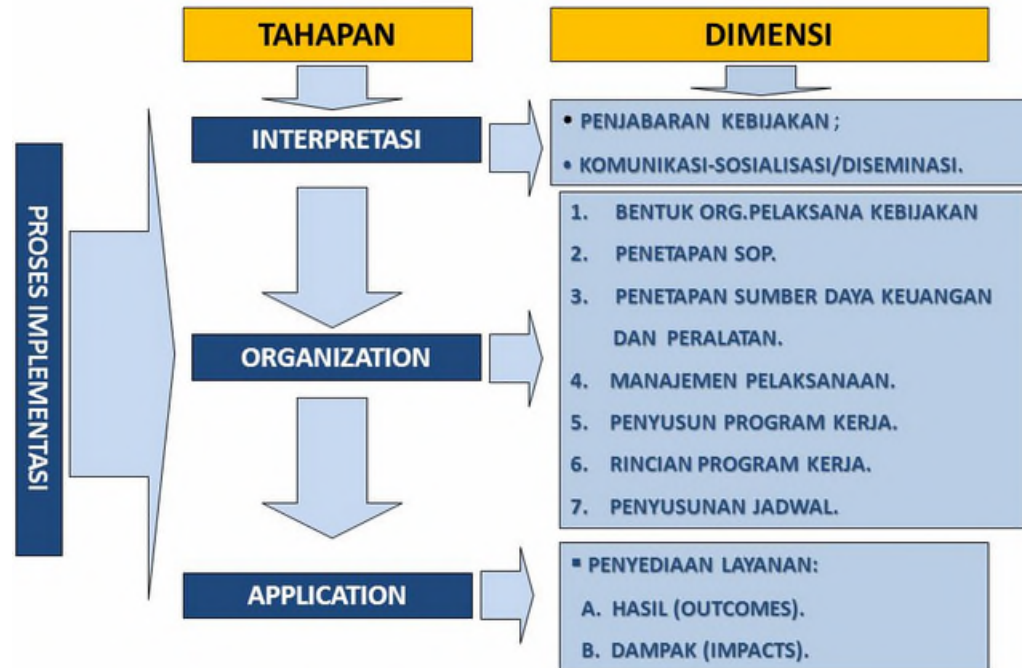 TAHAPAN
DIMENSI
PROSES IMPLEMENTASI
INTERPRETASI
• PENJABARAN KEBIJAKAN ;
• KOMUNIKASI-SOSIALISASI/DISEMINASI.
ORGANIZATION
1. BENTUK ORG.PELAKSANA KEBIJAKAN
2. PENETAPAN SOP.
3. PENETAPAN SUMBER DAYA KEUANGAN
DAN PERALATAN.
4. MANAJEMEN PELAKSANAAN.
5. PENYUSUN PROGRAM KERJA.
6. RINCIAN PROGRAM KERJA.
7. PENYUSUNAN JADWAL.
APPLICATION
▪ PENYEDIAAN LAYANAN:
A. HASIL (OUTCOMES).
B. DAMPAK (IMPACTS).